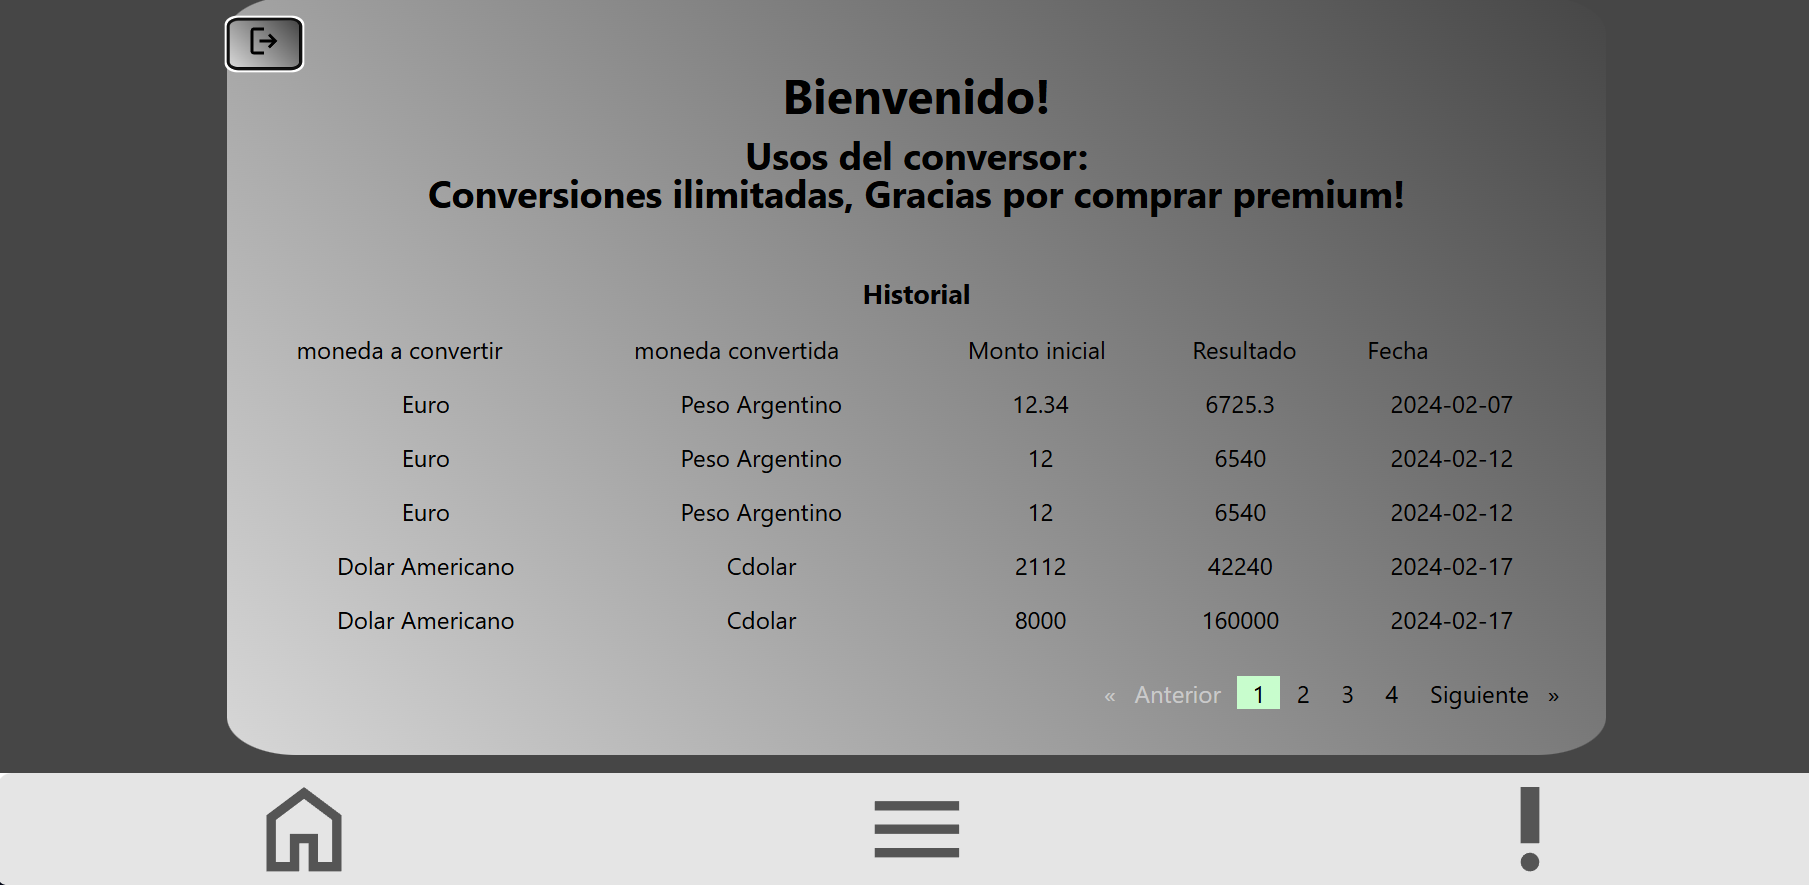 Bienvenido!
Usos del conversor:
Conversiones ilimitadas, Gracias por comprar premium!
Historial
moneda a convertir moneda convertida Monto inicial Resultado Fecha
Euro Peso Argentino 12.34 6725.3 2024-02-07
Euro Peso Argentino 12 6540 2024-02-12
Euro Peso Argentino 12 6540 2024-02-12
Dolar Americano Cdolar 2112 42240 2024-02-17
Dolar Americano Cdolar 8000 160000 2024-02-17
« Anterior 1 2 3 4 Siguiente »